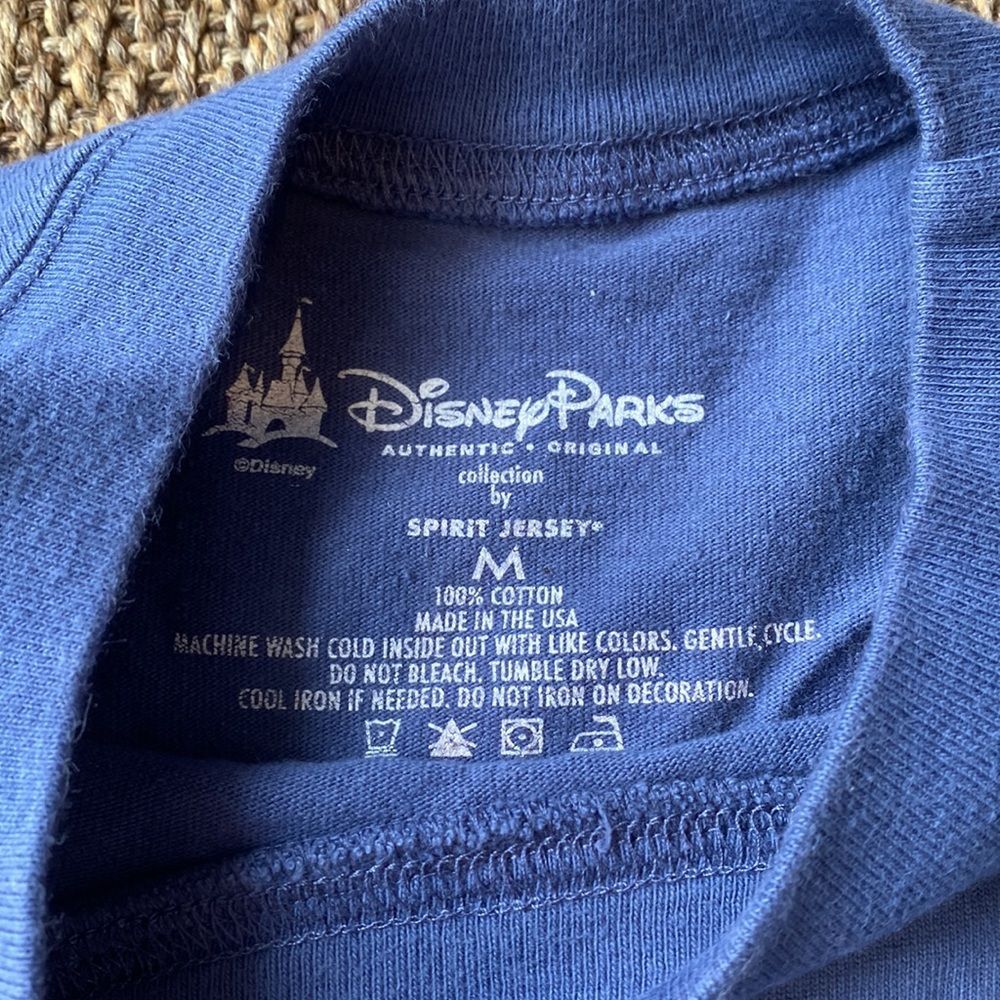 ©Disney
Disney Parks
AUTHENTIC • ORIGINAL
collection
by
SPIRIT JERSEY®
M
100% COTTON
MADE IN THE USA
MACHINE WASH COLD INSIDE OUT WITH LIKE COLORS. GENTLE CYCLE.
DO NOT BLEACH. TUMBLE DRY LOW.
COOL IRON IF NEEDED. DO NOT IRON ON DECORATION.